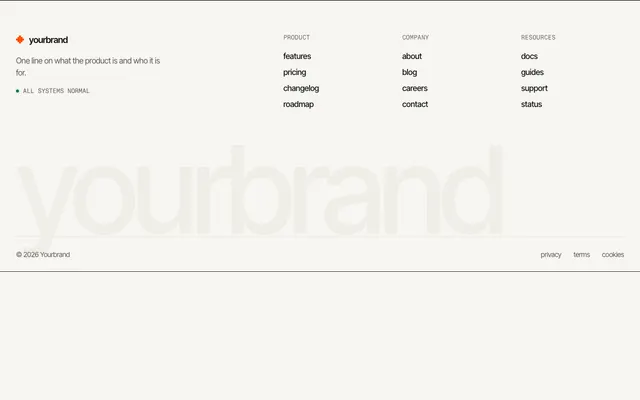 yourbrand
One line on what the product is and who it is
for.
ALL SYSTEMS NORMAL
PRODUCT
features
pricing
changelog
roadmap
COMPANY
about
blog
careers
contact
RESOURCES
docs
guides
support
status
yourbrand
© 2026 Yourbrand
privacy terms cookies